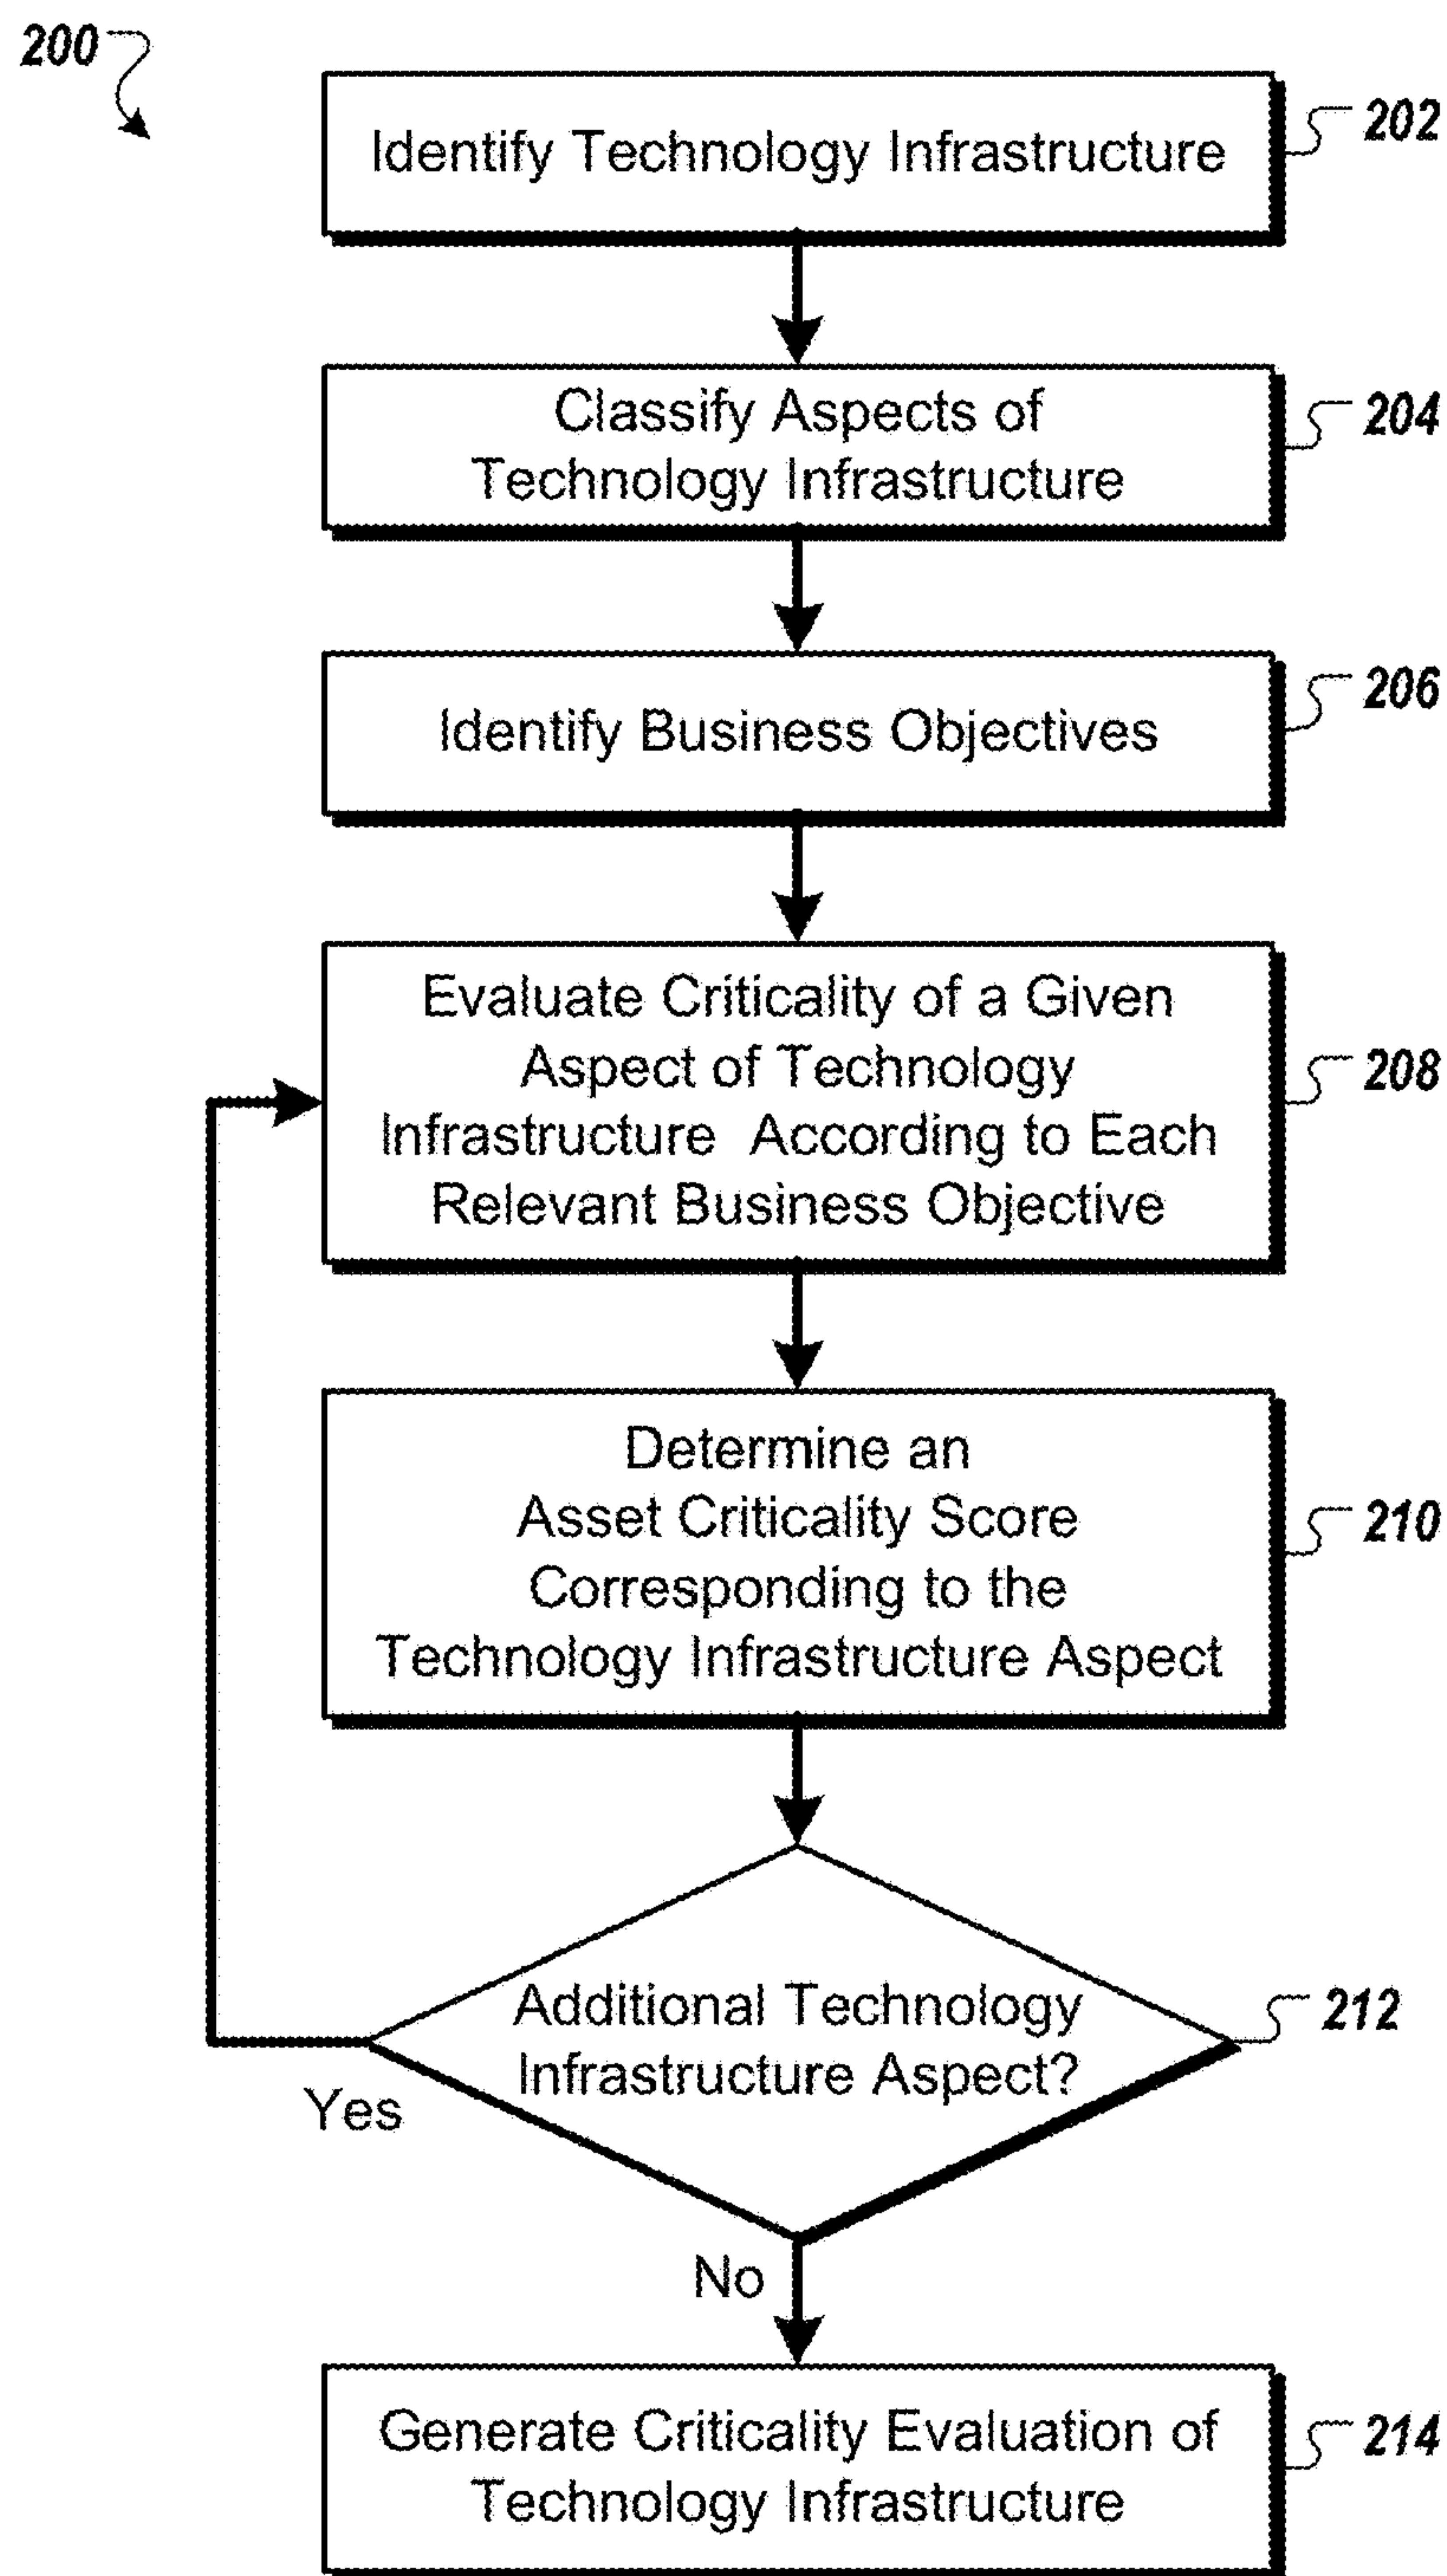 200
Identify Technology Infrastructure
202
Classify Aspects of
Technology Infrastructure
204
Identify Business Objectives
206
Evaluate Criticality of a Given
Aspect of Technology
Infrastructure According to Each
Relevant Business Objective
208
Determine an
Asset Criticality Score
Corresponding to the
Technology Infrastructure Aspect
210
Additional Technology
Infrastructure Aspect?
212
Yes
No
Generate Criticality Evaluation of
Technology Infrastructure
214